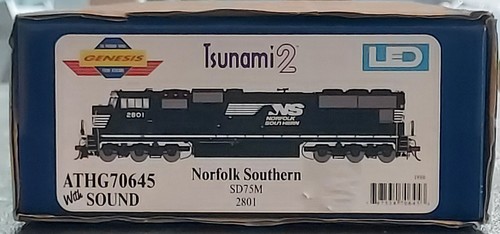 GENESIS
Tsunami2
LED
2801
NS
NORFOLK
SOUTHERN
ATHG70645
With SOUND
Norfolk Southern
SD75M
2801